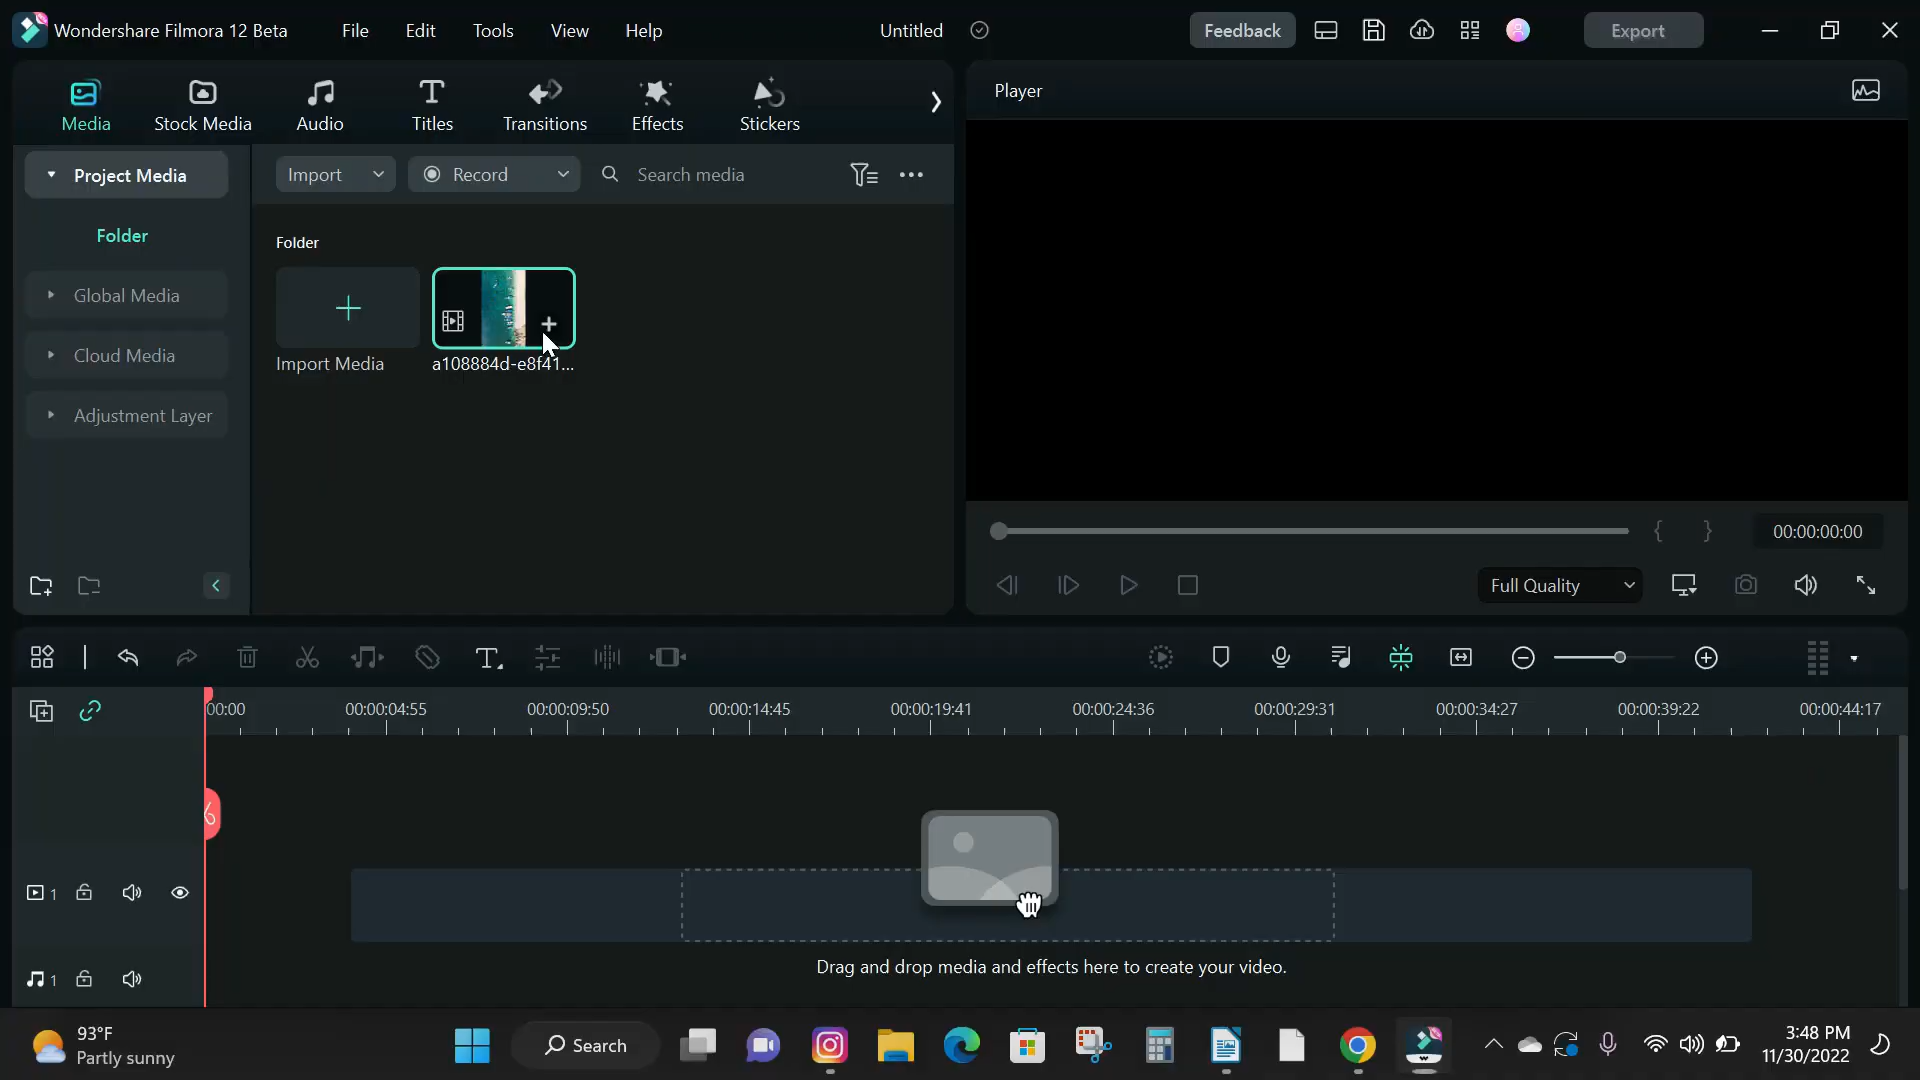 Wondershare Filmora 12 Beta
File
Edit
Tools
View
Help
Untitled
Feedback
Export
Media
Stock Media
Audio
Titles
Transitions
Effects
Stickers
Player
Project Media
Import
Record
Search media
Folder
Folder
Global Media
Import Media
a108884d-e8f41...
Cloud Media
Adjustment Layer
{ }
00:00:00:00
Full Quality
00:00
00:00:04:55
00:00:09:50
00:00:14:45
00:00:19:41
00:00:24:36
00:00:29:31
00:00:34:27
00:00:39:22
00:00:44:17
1
Drag and drop media and effects here to create your video.
1
93°F
Partly sunny
Search
3:48 PM
11/30/2022